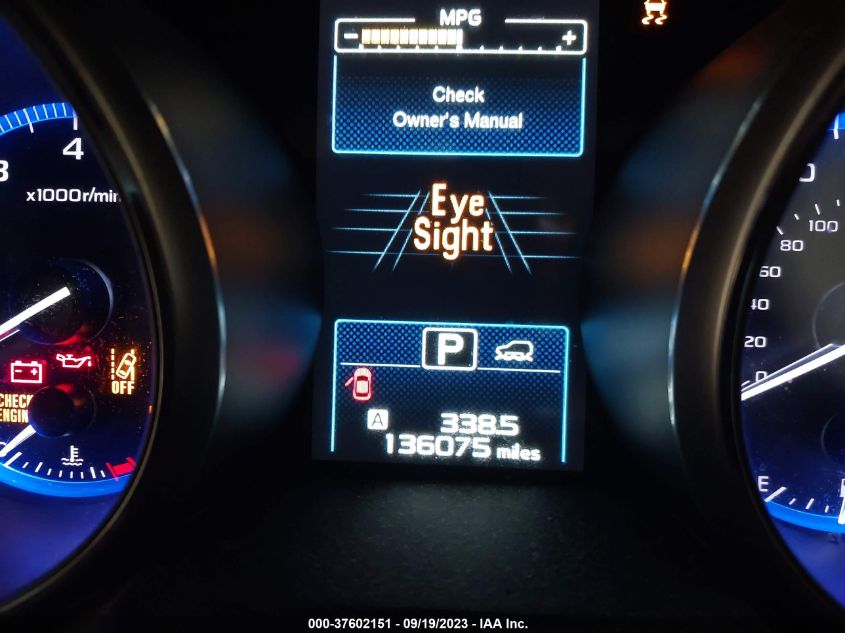 MPG
- +
Check
Owner's Manual
4
3
x1000r/min
Eye
Sight
100
80
60
40
20
0
P
OFF
CHECK
ENGIN
A
338.5
136075 miles
E
000-37602151 - 09/19/2023 - IAA Inc.